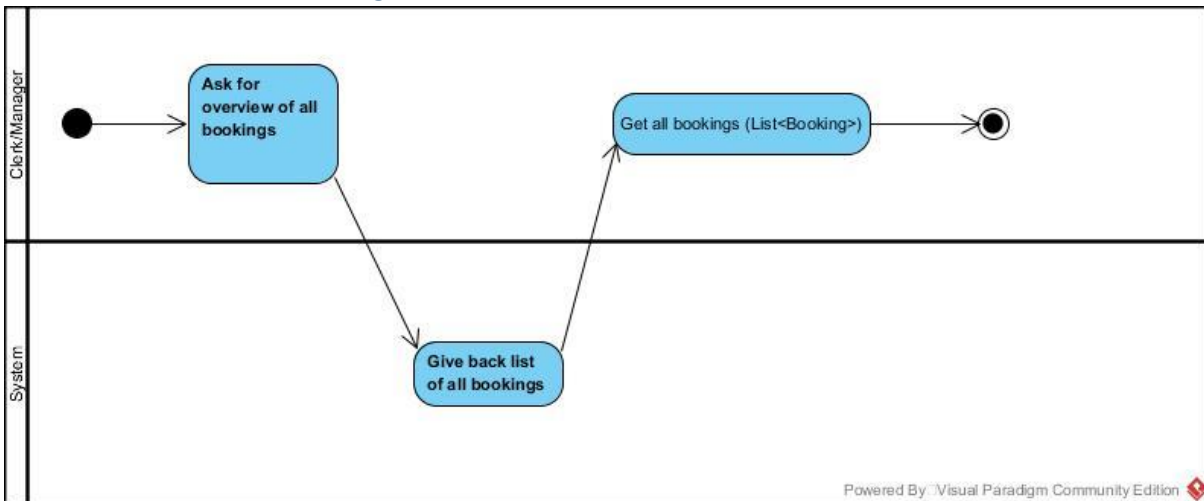 Clerk/Manager
Ask for
overview of all
bookings
Get all bookings (List<Booking>)
System
Give back list
of all bookings
Powered By Visual Paradigm Community Edition